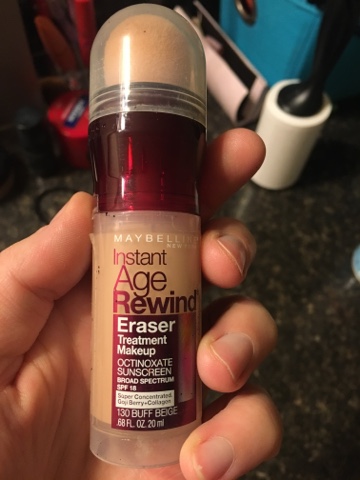 MAYBELLINE
NEW YORK
Instant
Age
Rewind
Eraser
Treatment
Makeup
OCTINOXATE
SUNSCREEN
BROAD SPECTRUM
SPF 18
Super Concentrated
Goji Berry+Collagen
130 BUFF BEIGE
.68 FL. OZ. 20 ml